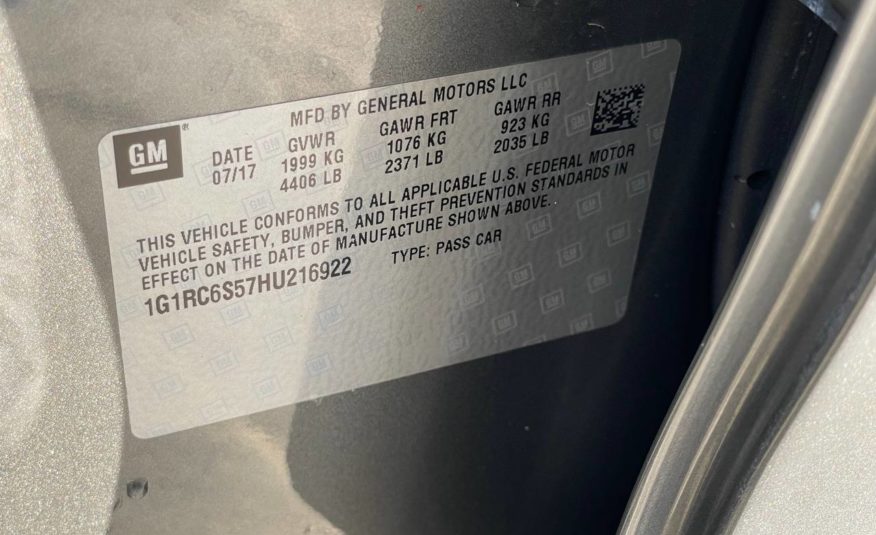 MFD BY GENERAL MOTORS LLC
GM
DATE GVWR GAWR FRT GAWR RR
07/17 1999 KG 1076 KG 923 KG
4406 LB 2371 LB 2035 LB
THIS VEHICLE CONFORMS TO ALL APPLICABLE U.S. FEDERAL MOTOR
VEHICLE SAFETY, BUMPER, AND THEFT PREVENTION STANDARDS IN
EFFECT ON THE DATE OF MANUFACTURE SHOWN ABOVE.
1G1RC6S57HU216922 TYPE: PASS CAR